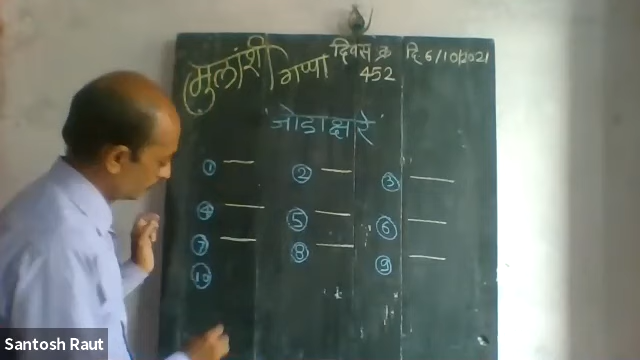 मुलांशी गप्पा दिवस क्र 452 दि 6/10/2021
'जोडाक्षरे'
① ② ③
④ ⑤ ⑥
⑦ ⑧ ⑨
⑩
Santosh Raut